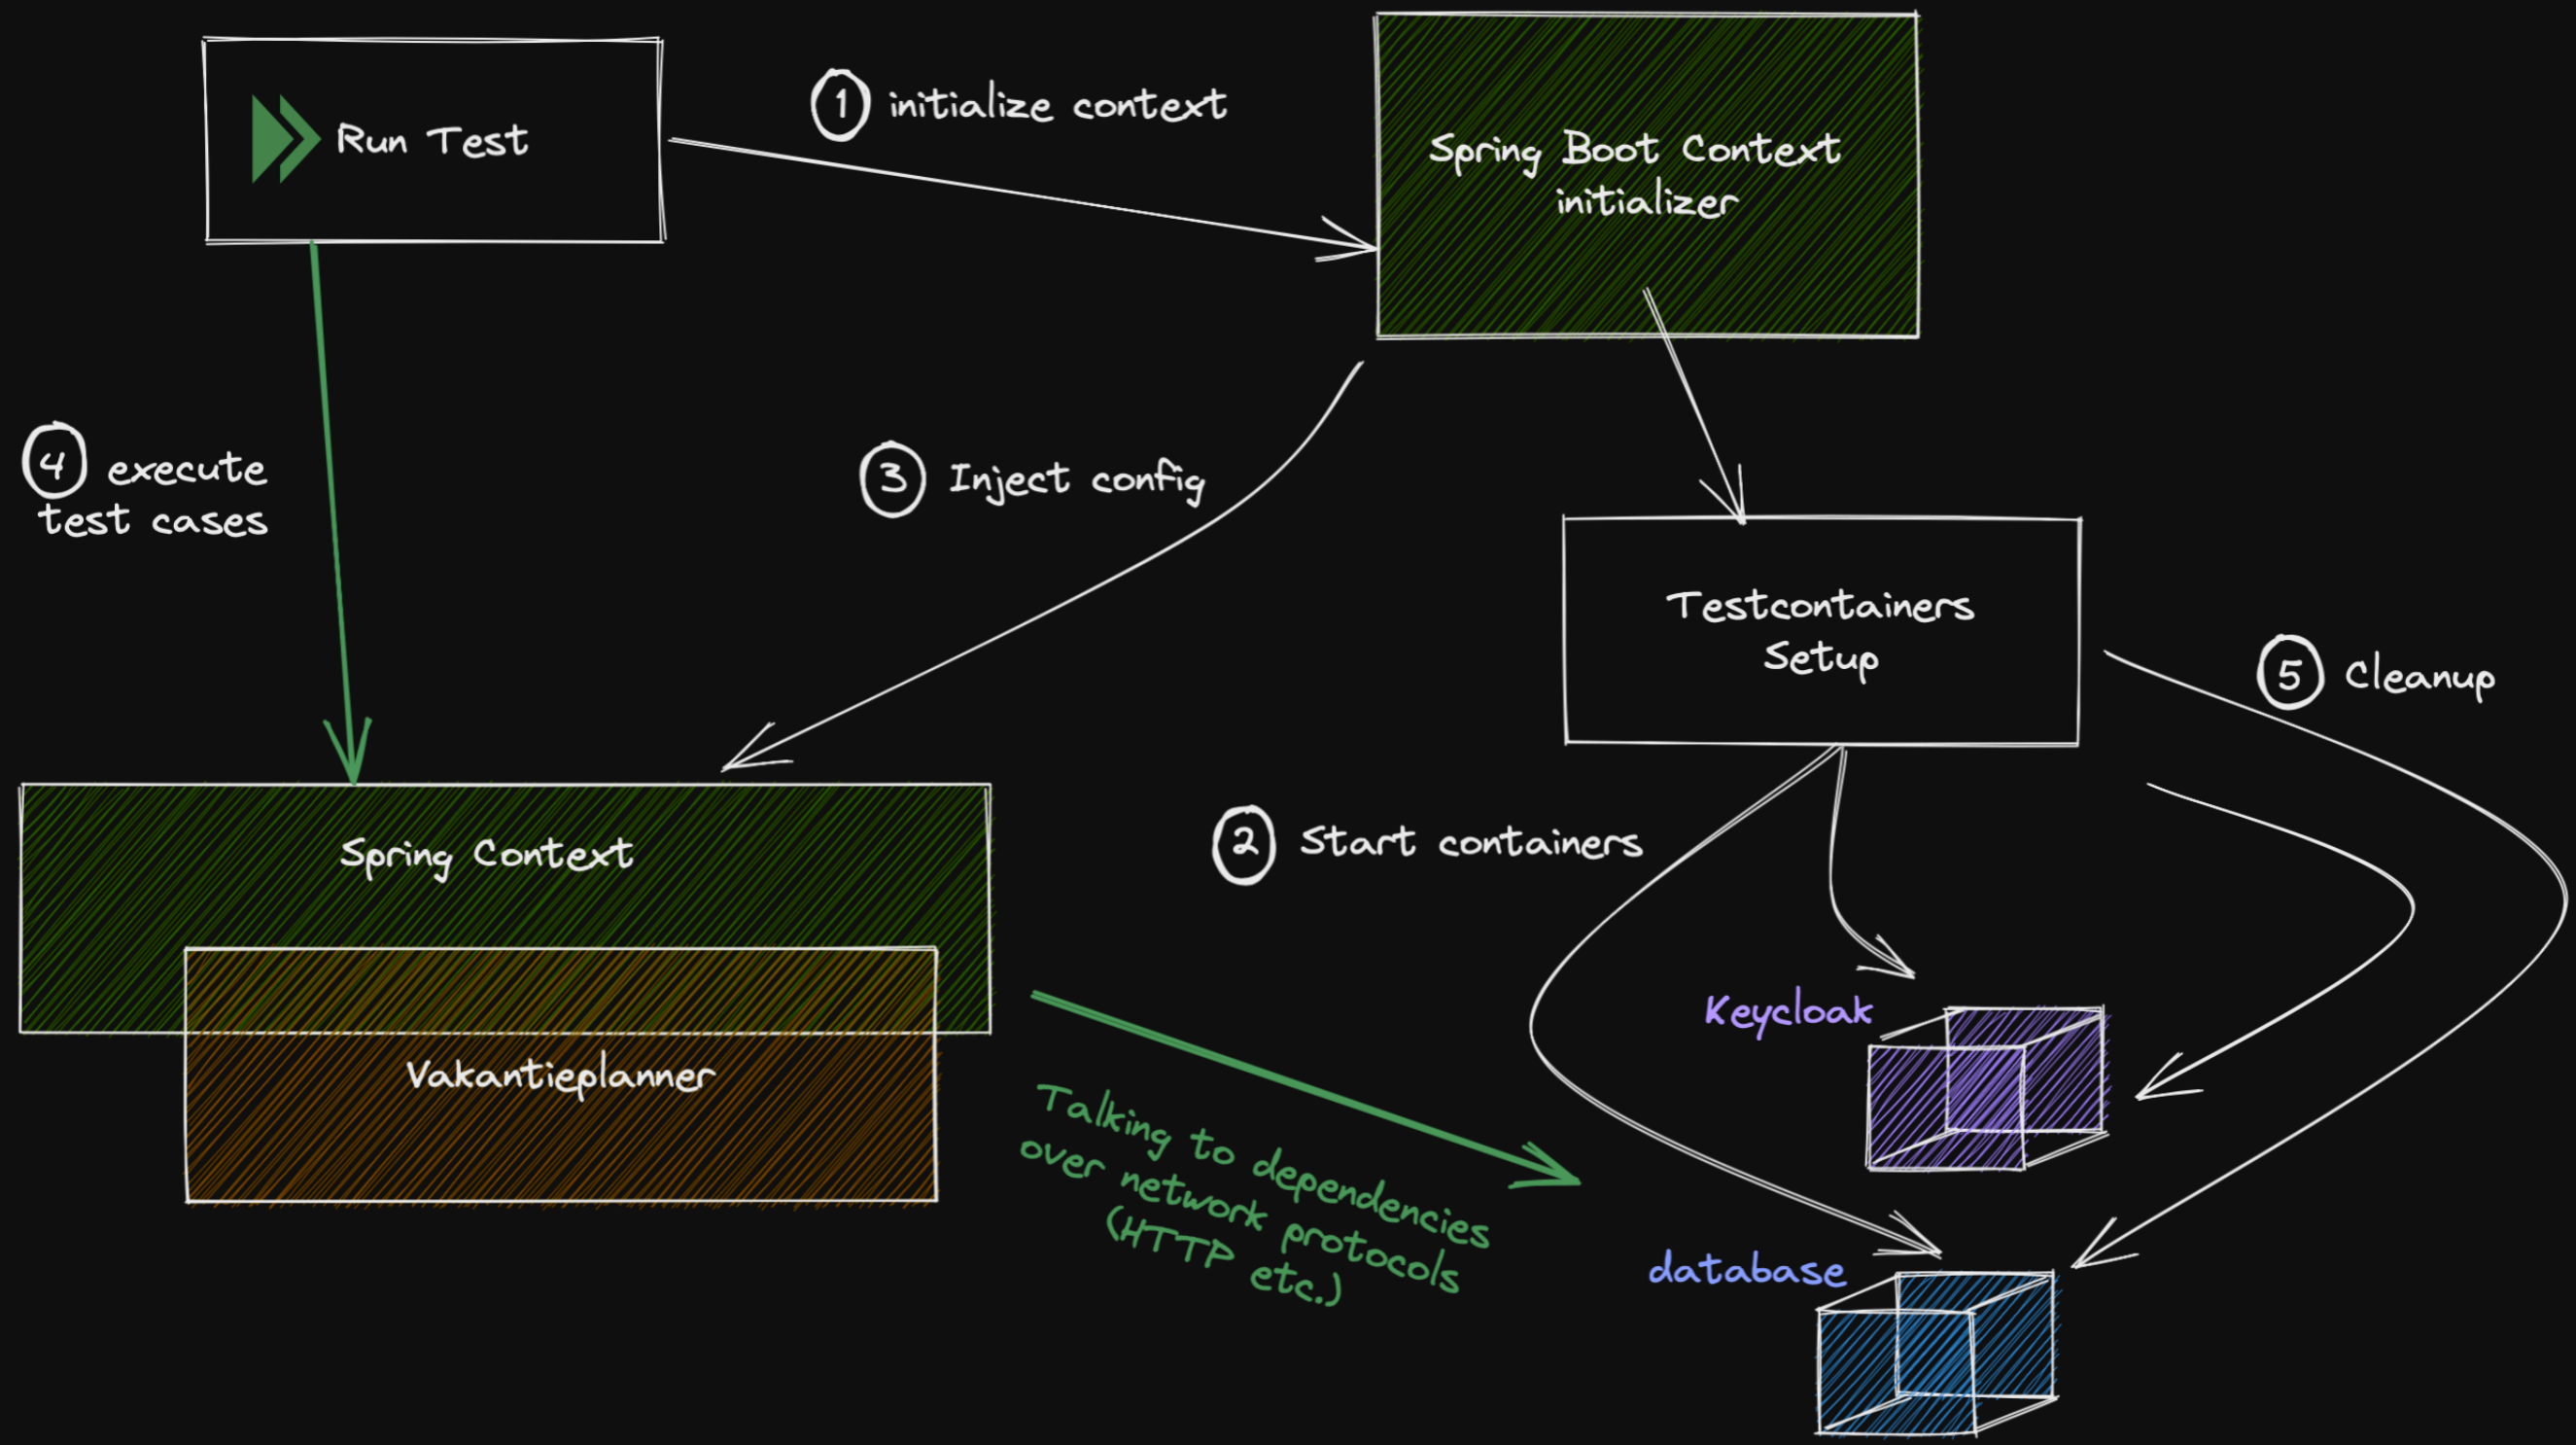 Run Test
1 initialize context
Spring Boot Context
initializer
4 execute
test cases
3 Inject config
Testcontainers
Setup
5 Cleanup
Spring Context
2 Start containers
Vakantieplanner
Talking to dependencies
over network protocols
(HTTP etc.)
Keycloak
database